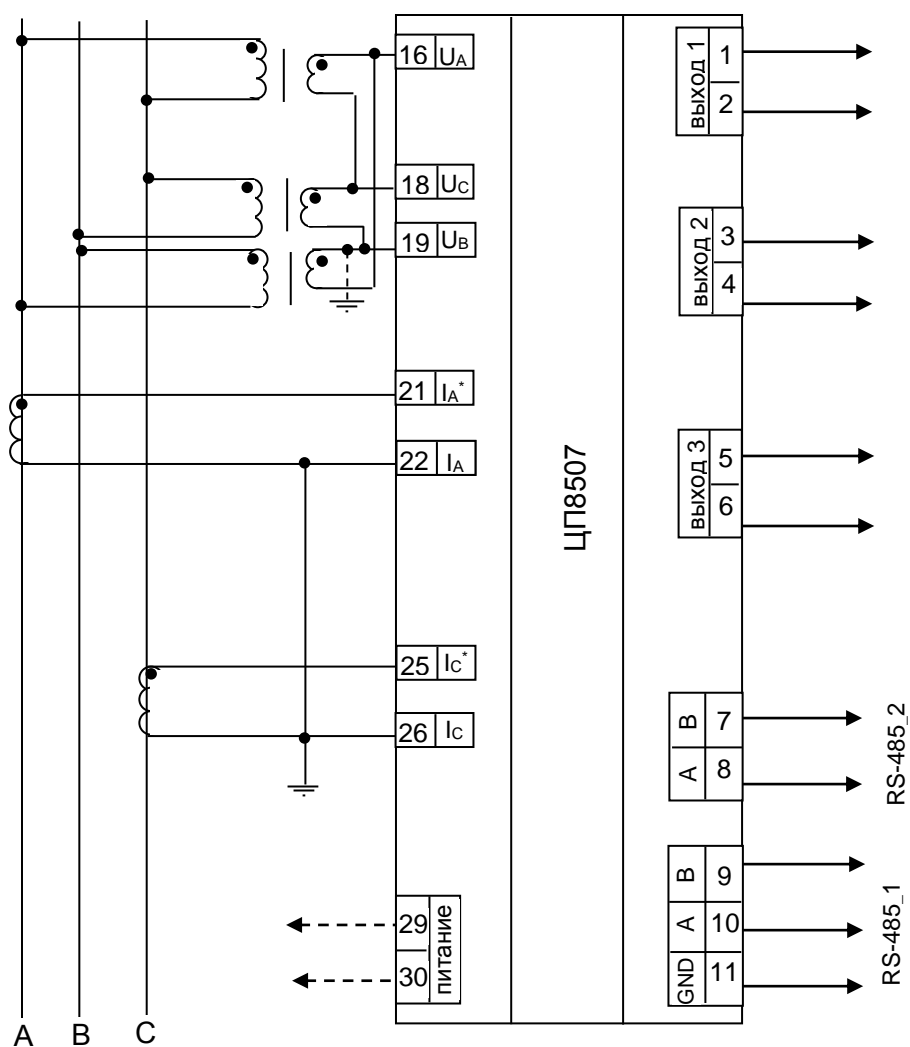 16 UA
18 UC
19 UB
21 IA*
22 IA
25 IC*
26 IC
29
30
питание
ЦП8507
выход 1
1
2
выход 2
3
4
выход 3
5
6
B 7
A 8
RS-485_2
B 9
A 10
GND 11
RS-485_1
A B C